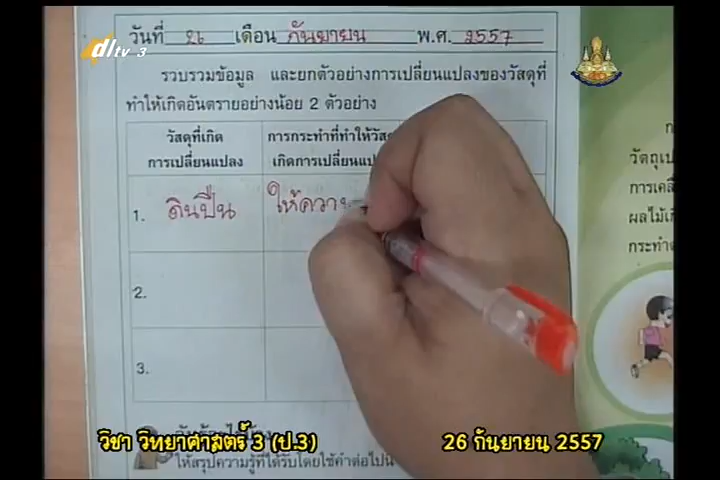 dltv 3
วันที่ 26 เดือน กันยายน พ.ศ. 2557
รวบรวมข้อมูล และยกตัวอย่างการเปลี่ยนแปลงของวัสดุที่
ทำให้เกิดอันตรายอย่างน้อย 2 ตัวอย่าง
วัสดุที่เกิด
การเปลี่ยนแปลง
การกระทำที่ทำให้วัสดุ
เกิดการเปลี่ยนแปลง
1. ดินปืน ให้ความ
2.
3.
วัตถุเป
การเคลื
ผลไม้เ
กระทำ
ให้สรุปความรู้ที่ได้รับโดยใช้คำต่อไปนี้
วิชา วิทยาศาสตร์ 3 (ป.3)
26 กันยายน 2557